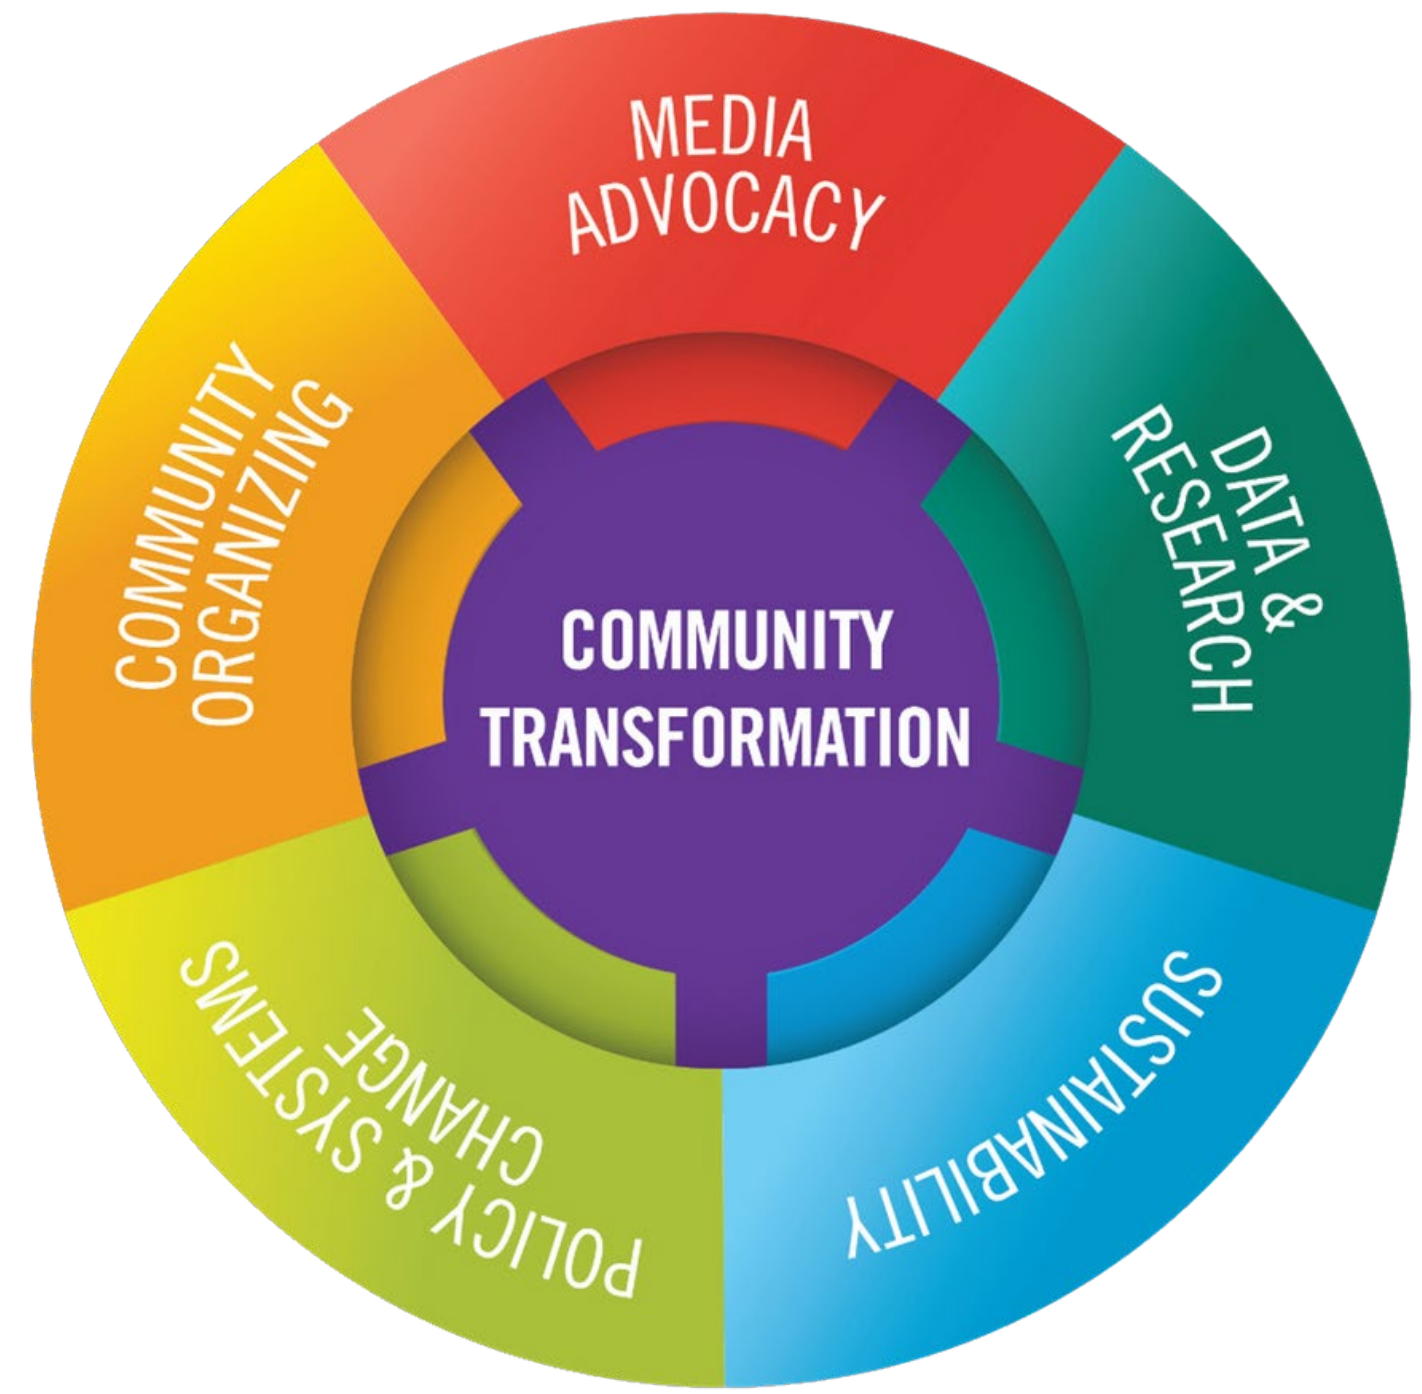 MEDIA
ADVOCACY
DATA &
RESEARCH
SUSTAINABILITY
POLICY & SYSTEMS
CHANGE
COMMUNITY
ORGANIZING
COMMUNITY
TRANSFORMATION